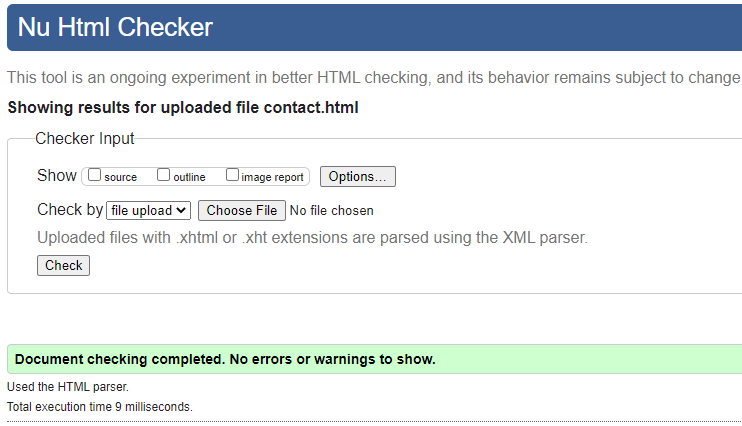 Nu Html Checker
This tool is an ongoing experiment in better HTML checking, and its behavior remains subject to change
Showing results for uploaded file contact.html
Checker Input
Show source outline image report Options...
Check by file upload Choose File No file chosen
Uploaded files with .xhtml or .xht extensions are parsed using the XML parser.
Check
Document checking completed. No errors or warnings to show.
Used the HTML parser.
Total execution time 9 milliseconds.